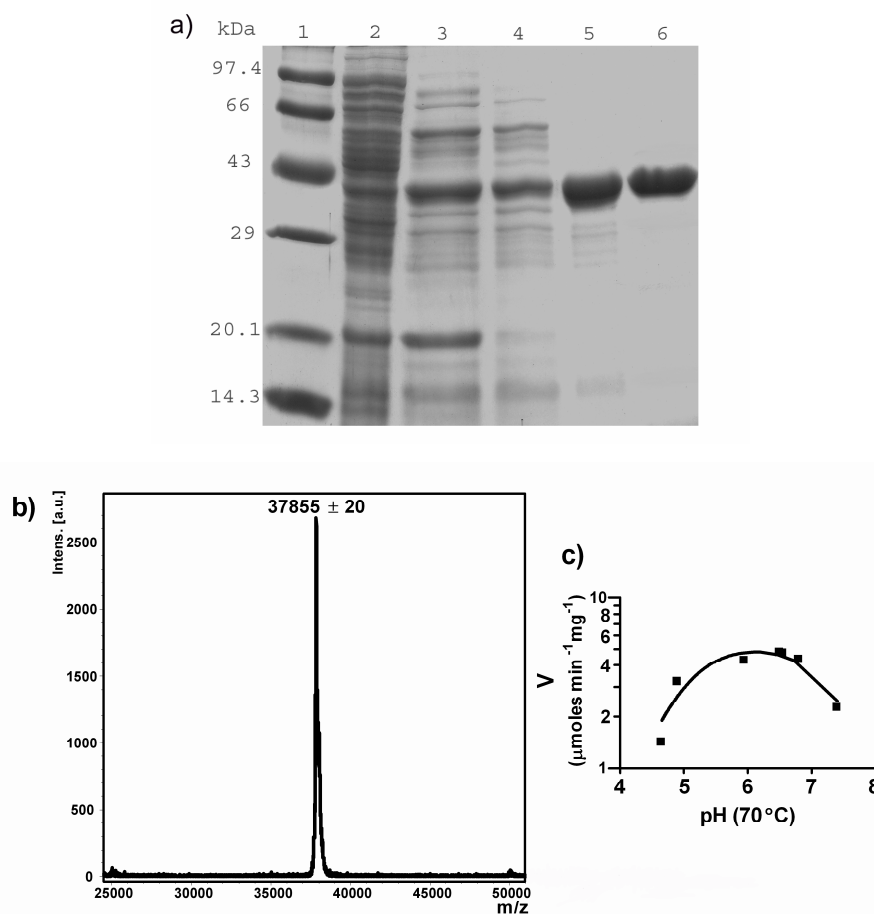 a)
kDa 1 2 3 4 5 6
97.4
66
43
29
20.1
14.3
b)
Intens. [a.u.]
37855 ± 20
2500
2000
1500
1000
500
0
25000 30000 35000 40000 45000 50000
m/z
c)
V
(μmoles min⁻¹mg⁻¹)
10
8
6
4
2
1
4 5 6 7 8
pH (70°C)